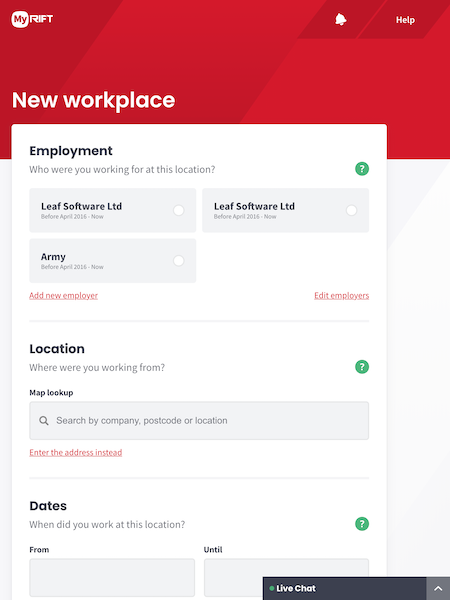 My RIFT
Help
New workplace
Employment
Who were you working for at this location?
?
Leaf Software Ltd
Before April 2016 - Now
Leaf Software Ltd
Before April 2016 - Now
Army
Before April 2016 - Now
Add new employer
Edit employers
Location
Where were you working from?
?
Map lookup
Search by company, postcode or location
Enter the address instead
Dates
When did you work at this location?
?
From
Until
Live Chat